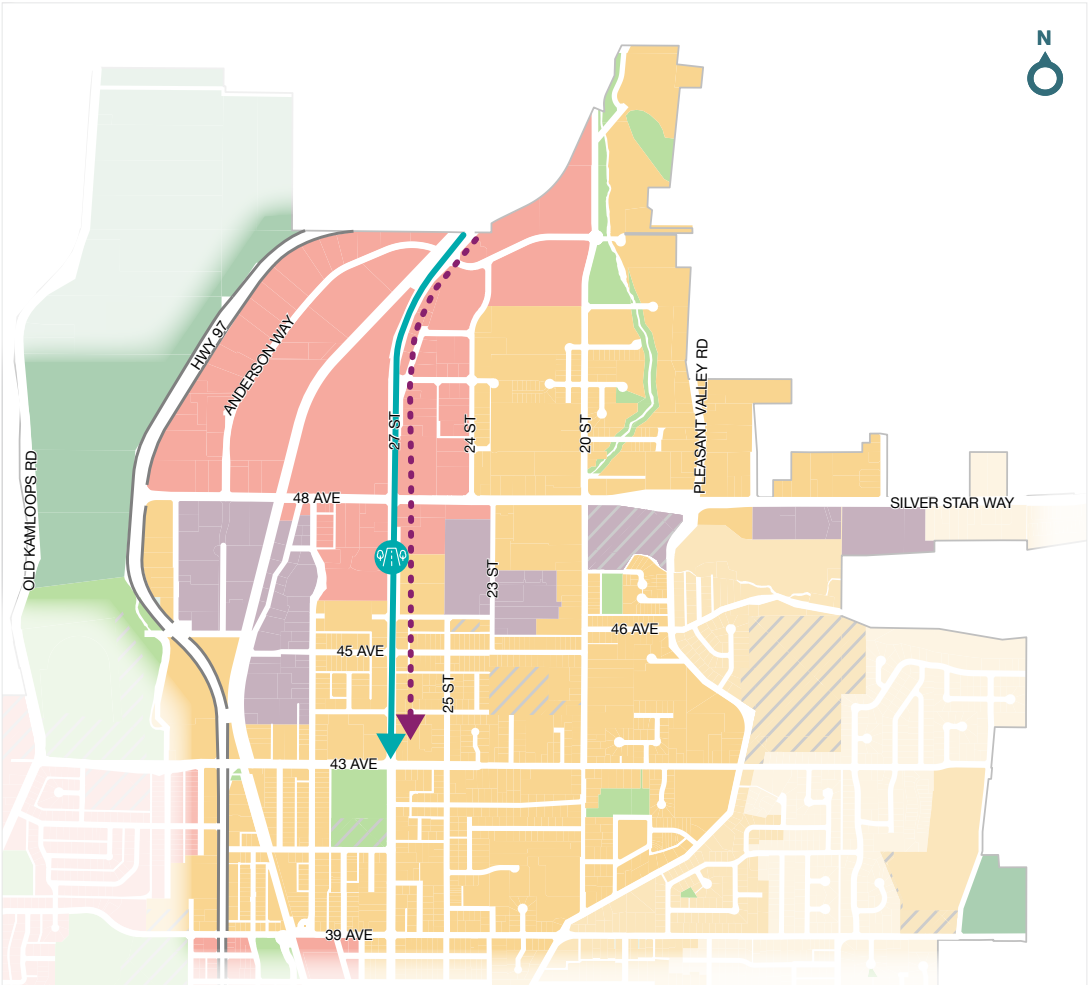 N
HWY 97
ANDERSON WAY
27 ST
24 ST
20 ST
PLEASANT VALLEY RD
OLD KAMLOOPS RD
48 AVE
SILVER STAR WAY
23 ST
46 AVE
45 AVE
25 ST
43 AVE
39 AVE